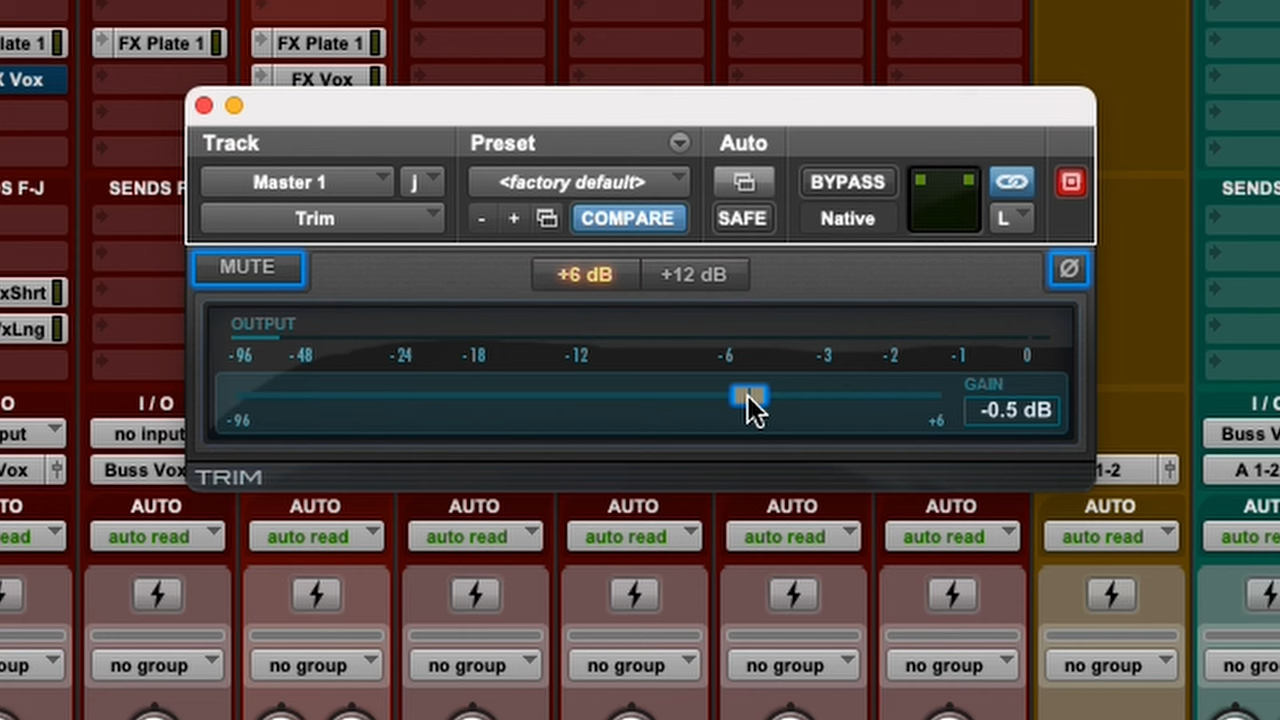 late 1 FX Plate 1 FX Plate 1
X Vox FX Vox
Track Preset Auto
Master 1 j <factory default> BYPASS
Trim - + COMPARE SAFE Native L
S F-J SENDS F SENDS
MUTE +6 dB +12 dB Ø
xShrt
/xLng
OUTPUT
-96 -48 -24 -18 -12 -6 -3 -2 -1 0
GAIN
-96 +6 -0.5 dB
O I / O I / O
put no input Buss V
Vox Buss Vox 1-2 A 1-2
TRIM
TO AUTO AUTO AUTO AUTO AUTO AUTO AUTO AUT
ead auto read auto read auto read auto read auto read auto read auto read auto re
oup no group no group no group no group no group no group no group no gro